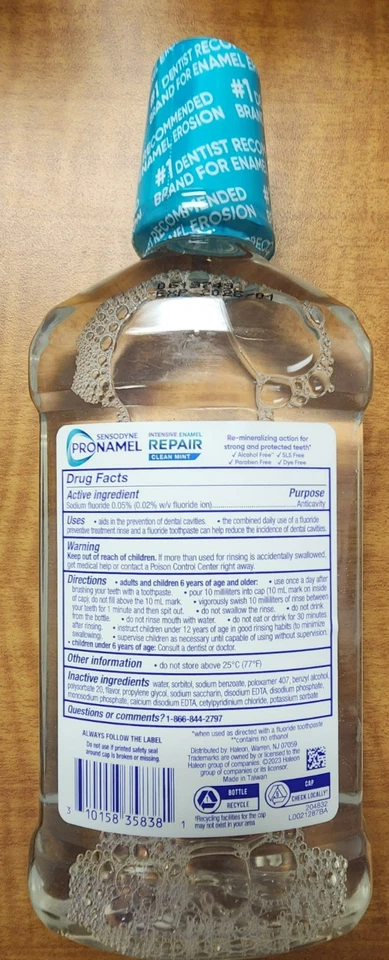 #1 DENTIST RECO
BRAND FOR ENAMEL ER
RECOMMENDED
NAMEL EROSION
#1 DENTIST RECOM
BRAND FOR ENAME
RECOMMENDED
MEL EROSION
EXP 2026/01
SENSODYNE
PRONAMEL
INTENSIVE ENAMEL
REPAIR
CLEAN MINT
Re-mineralizing action for
strong and protected teeth*
✓ Alcohol Free** ✓ SLS Free
✓ Paraben Free ✓ Dye Free
Drug Facts
Active ingredient Purpose
Sodium fluoride 0.05% (0.02% w/v fluoride ion)..........Anticavity
Uses • aids in the prevention of dental cavities. • the combined daily use of a fluoride
preventive treatment rinse and a fluoride toothpaste can help reduce the incidence of dental cavities.
Warning
Keep out of reach of children. If more than used for rinsing is accidentally swallowed,
get medical help or contact a Poison Control Center right away.
Directions • adults and children 6 years of age and older: • use once a day after
brushing your teeth with a toothpaste. • pour 10 milliliters into cap (10 mL mark on inside
of cap), do not fill above the 10 mL mark. • vigorously swish 10 milliliters of rinse between
your teeth for 1 minute and then spit out. • do not swallow the rinse. • do not drink
from the bottle. • do not rinse mouth with water. • do not eat or drink for 30 minutes
after rinsing. • instruct children under 12 years of age in good rinsing habits (to minimize
swallowing). • supervise children as necessary until capable of using without supervision.
• children under 6 years of age: Consult a dentist or doctor.
Other information • do not store above 25°C (77°F)
Inactive ingredients water, sorbitol, sodium benzoate, poloxamer 407, benzyl alcohol,
polysorbate 20, flavor, propylene glycol, sodium saccharin, disodium EDTA, disodium phosphate,
monosodium phosphate, calcium disodium EDTA, cetylpyridinium chloride, potassium sorbate
Questions or comments? 1-866-844-2797
ALWAYS FOLLOW THE LABEL
Do not use if printed safety seal
around cap is broken or missing.
3 10158 35838 1
*when used as directed with a fluoride toothpaste
**contains no ethanol
Distributed by: Haleon, Warren, NJ 07059
Trademarks are owned by or licensed to the
Haleon group of companies. ©2023 Haleon
group of companies or its licensor.
Made in Taiwan
BOTTLE
RECYCLE
CAP
CHECK LOCALLY†
†Recycling facilities for the cap
may not exist in your area
204832
L0021287BA